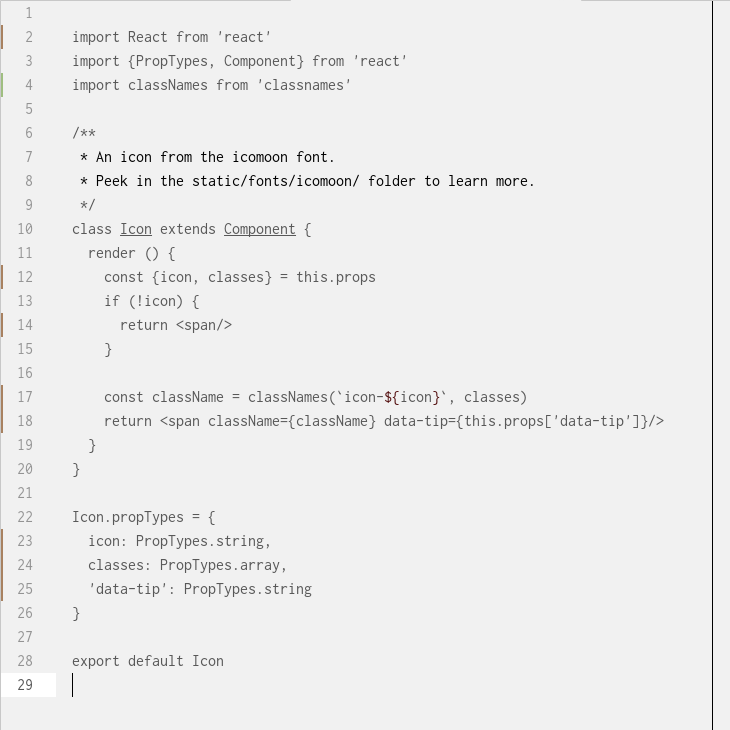 1
2 import React from 'react'
3 import {PropTypes, Component} from 'react'
4 import classNames from 'classnames'
5
6 /**
7  * An icon from the icomoon font.
8  * Peek in the static/fonts/icomoon/ folder to learn more.
9  */
10 class Icon extends Component {
11   render () {
12     const {icon, classes} = this.props
13     if (!icon) {
14       return <span/>
15     }
16
17     const className = classNames(`icon-${icon}`, classes)
18     return <span className={className} data-tip={this.props['data-tip']}/>
19   }
20 }
21
22 Icon.propTypes = {
23   icon: PropTypes.string,
24   classes: PropTypes.array,
25   'data-tip': PropTypes.string
26 }
27
28 export default Icon
29